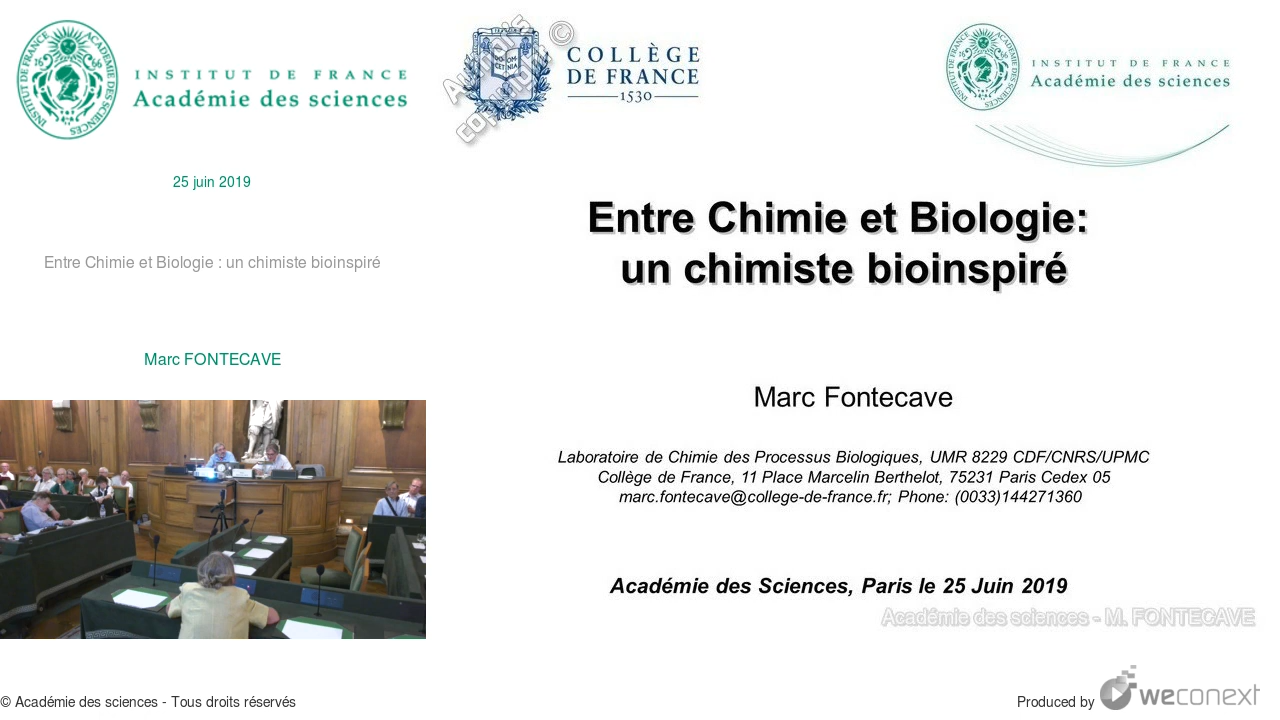 INSTITUT DE FRANCE
Académie des sciences
25 juin 2019
Entre Chimie et Biologie : un chimiste bioinspiré
Marc FONTECAVE
COLLÈGE
DE FRANCE
1530
INSTITUT DE FRANCE
Académie des sciences
Entre Chimie et Biologie:
un chimiste bioinspiré
Marc Fontecave
Laboratoire de Chimie des Processus Biologiques, UMR 8229 CDF/CNRS/UPMC
Collège de France, 11 Place Marcelin Berthelot, 75231 Paris Cedex 05
marc.fontecave@college-de-france.fr; Phone: (0033)144271360
Académie des Sciences, Paris le 25 Juin 2019
Académie des sciences - M. FONTECAVE
© Académie des sciences - Tous droits réservés
Produced by weconext